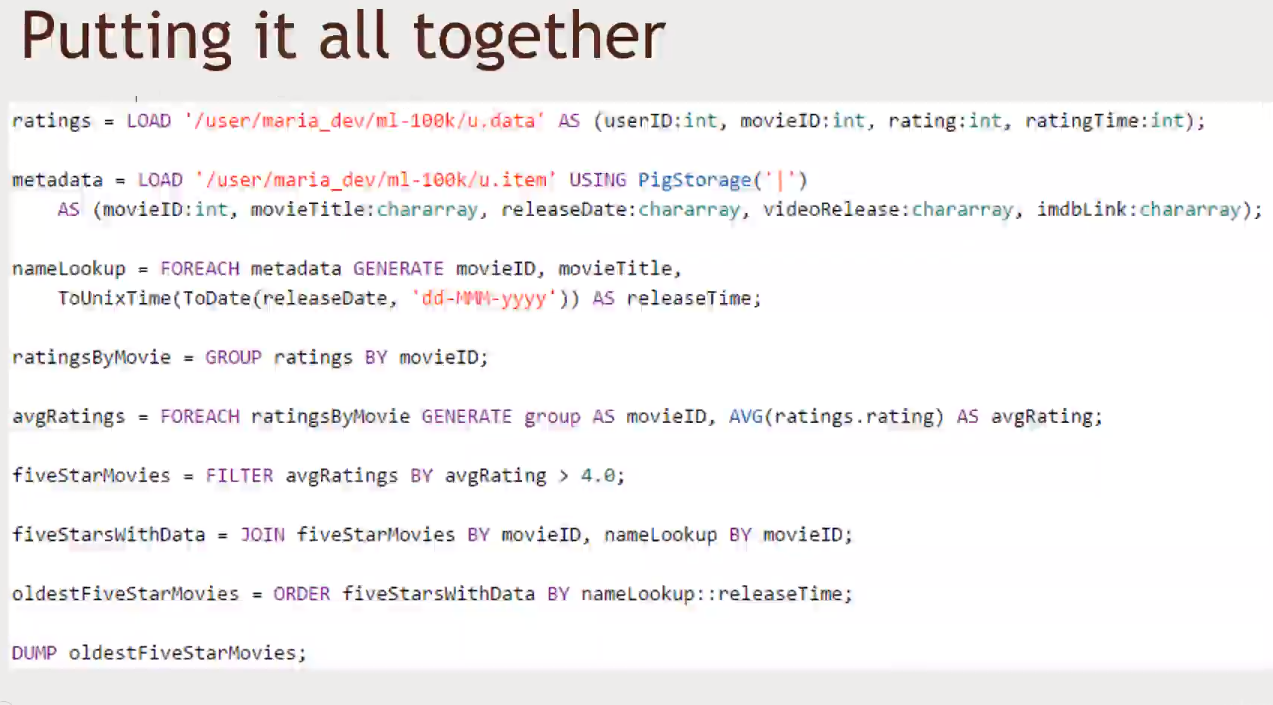 Putting it all together
ratings = LOAD '/user/maria_dev/ml-100k/u.data' AS (userID:int, movieID:int, rating:int, ratingTime:int);
metadata = LOAD '/user/maria_dev/ml-100k/u.item' USING PigStorage('|')
AS (movieID:int, movieTitle:chararray, releaseDate:chararray, videoRelease:chararray, imdbLink:chararray);
nameLookup = FOREACH metadata GENERATE movieID, movieTitle,
ToUnixTime(ToDate(releaseDate, 'dd-MMM-yyyy')) AS releaseTime;
ratingsByMovie = GROUP ratings BY movieID;
avgRatings = FOREACH ratingsByMovie GENERATE group AS movieID, AVG(ratings.rating) AS avgRating;
fiveStarMovies = FILTER avgRatings BY avgRating > 4.0;
fiveStarsWithData = JOIN fiveStarMovies BY movieID, nameLookup BY movieID;
oldestFiveStarMovies = ORDER fiveStarsWithData BY nameLookup::releaseTime;
DUMP oldestFiveStarMovies;